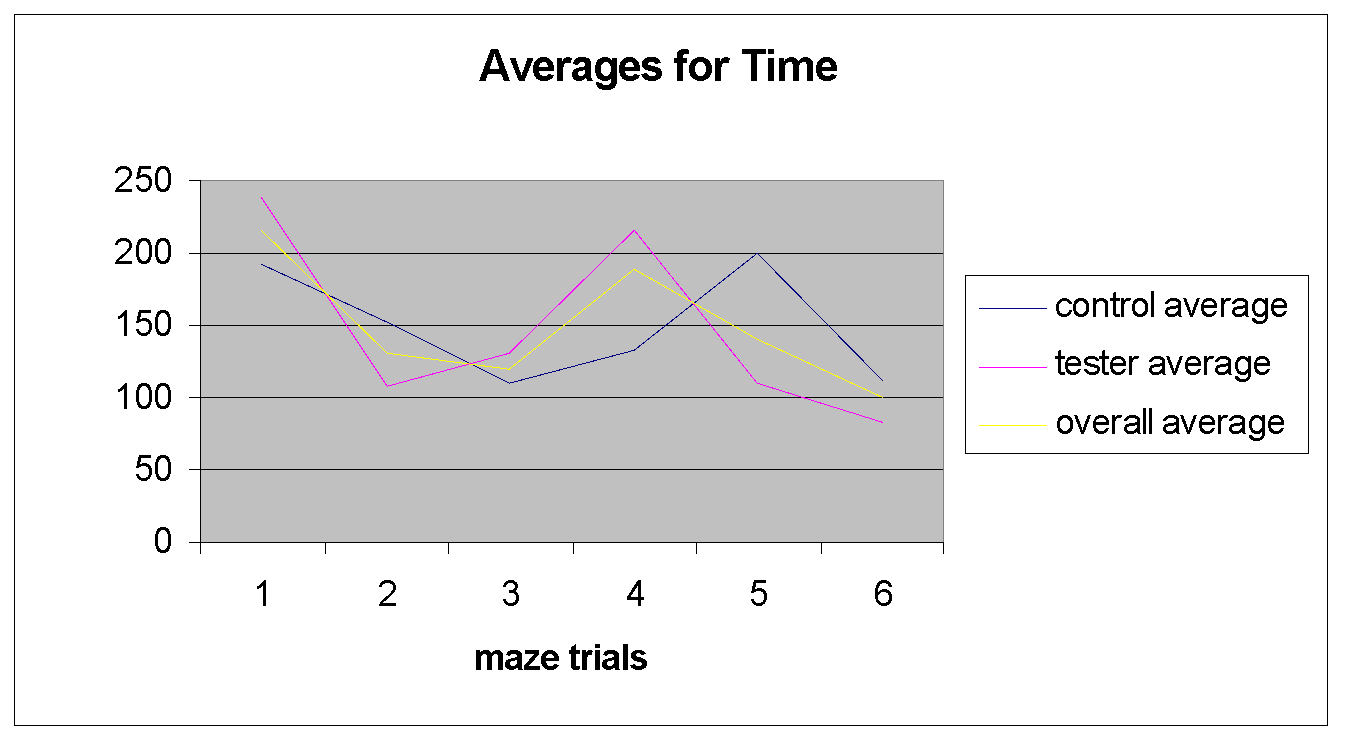 Averages for Time
250
200
150
100
50
0
1 2 3 4 5 6
maze trials
control average
tester average
overall average